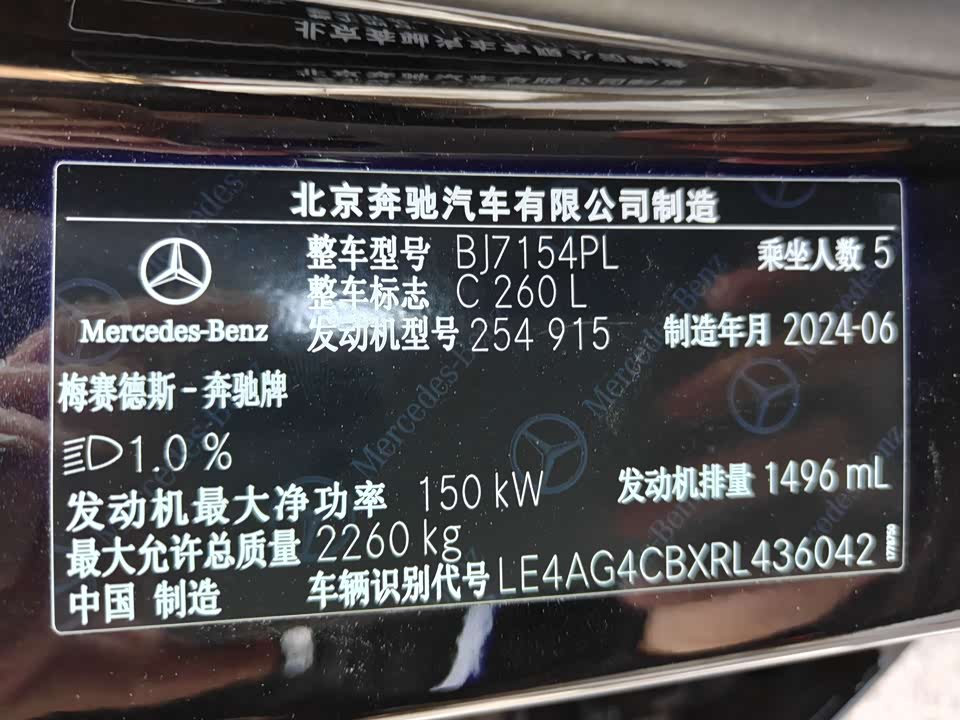 北京奔驰汽车有限公司制造
整车型号 BJ7154PL 乘坐人数 5
整车标志 C 260 L
Mercedes-Benz
发动机型号 254 915 制造年月 2024-06
梅赛德斯-奔驰牌
1.0 %
发动机最大净功率 150 kW 发动机排量 1496 mL
最大允许总质量 2260 kg
中国 制造 车辆识别代号 LE4AG4CBXRL436042